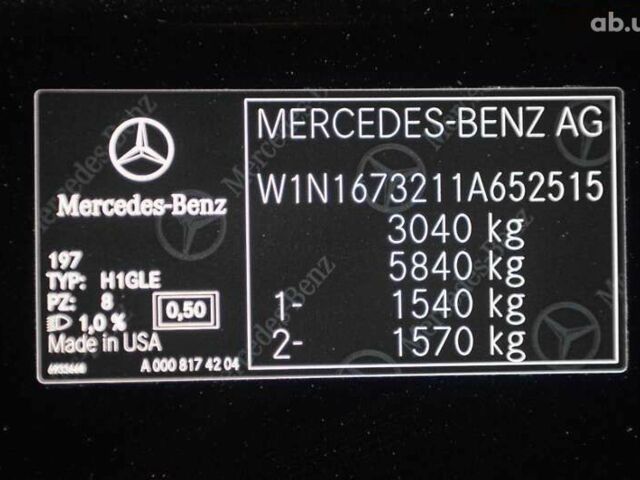 ab.u
Mercedes-Benz
197
TYP: H1GLE
PZ: 8
0,50
1,0 %
Made in USA
A 000 817 42 04
MERCEDES-BENZ AG
W1N1673211A652515
3040 kg
5840 kg
1- 1540 kg
2- 1570 kg